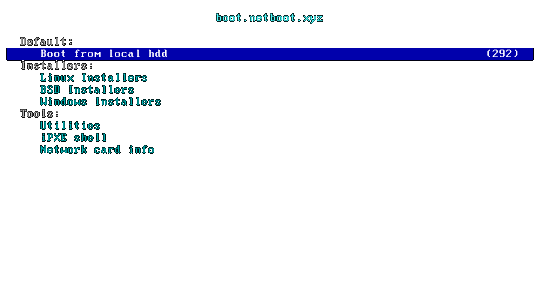 boot.netboot.xyz
Default:
Boot from local hdd (292)
Installers:
Linux Installers
BSD Installers
Windows Installers
Tools:
Utilities
iPXE shell
Network card info